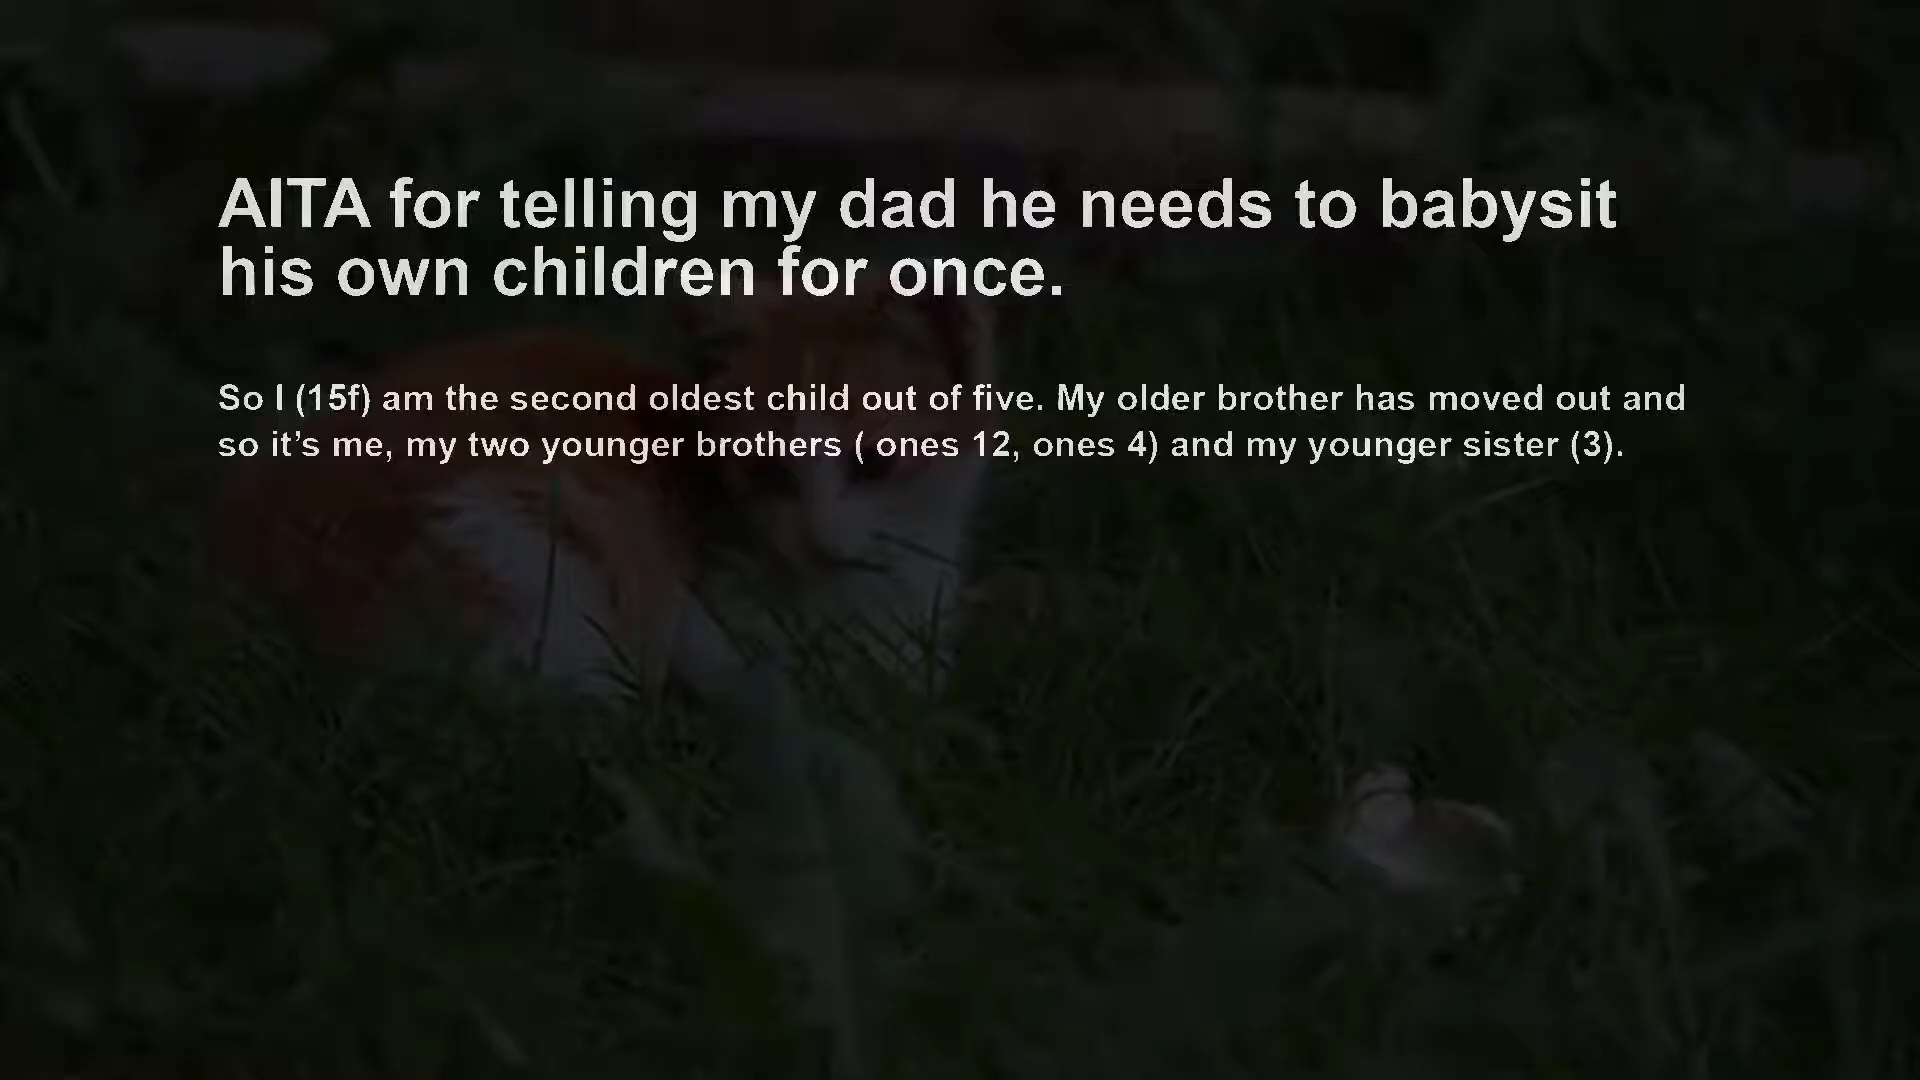 AITA for telling my dad he needs to babysit
his own children for once.
So I (15f) am the second oldest child out of five. My older brother has moved out and
so it’s me, my two younger brothers ( ones 12, ones 4) and my younger sister (3).